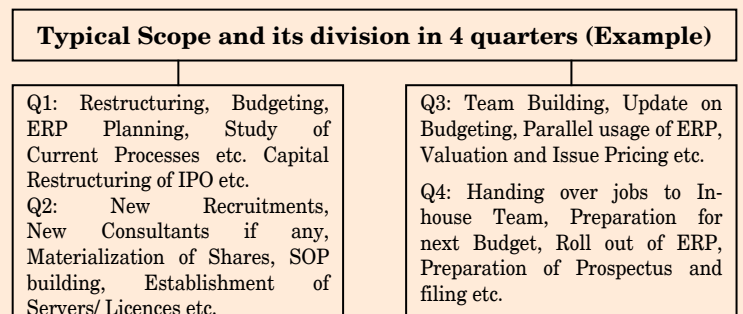 Typical Scope and its division in 4 quarters (Example)
Q1: Restructuring, Budgeting,
ERP Planning, Study of
Current Processes etc. Capital
Restructuring of IPO etc.
Q2: New Recruitments,
New Consultants if any,
Materialization of Shares, SOP
building, Establishment of
Servers/ Licences etc.
Q3: Team Building, Update on
Budgeting, Parallel usage of ERP,
Valuation and Issue Pricing etc.
Q4: Handing over jobs to In-
house Team, Preparation for
next Budget, Roll out of ERP,
Preparation of Prospectus and
filing etc.